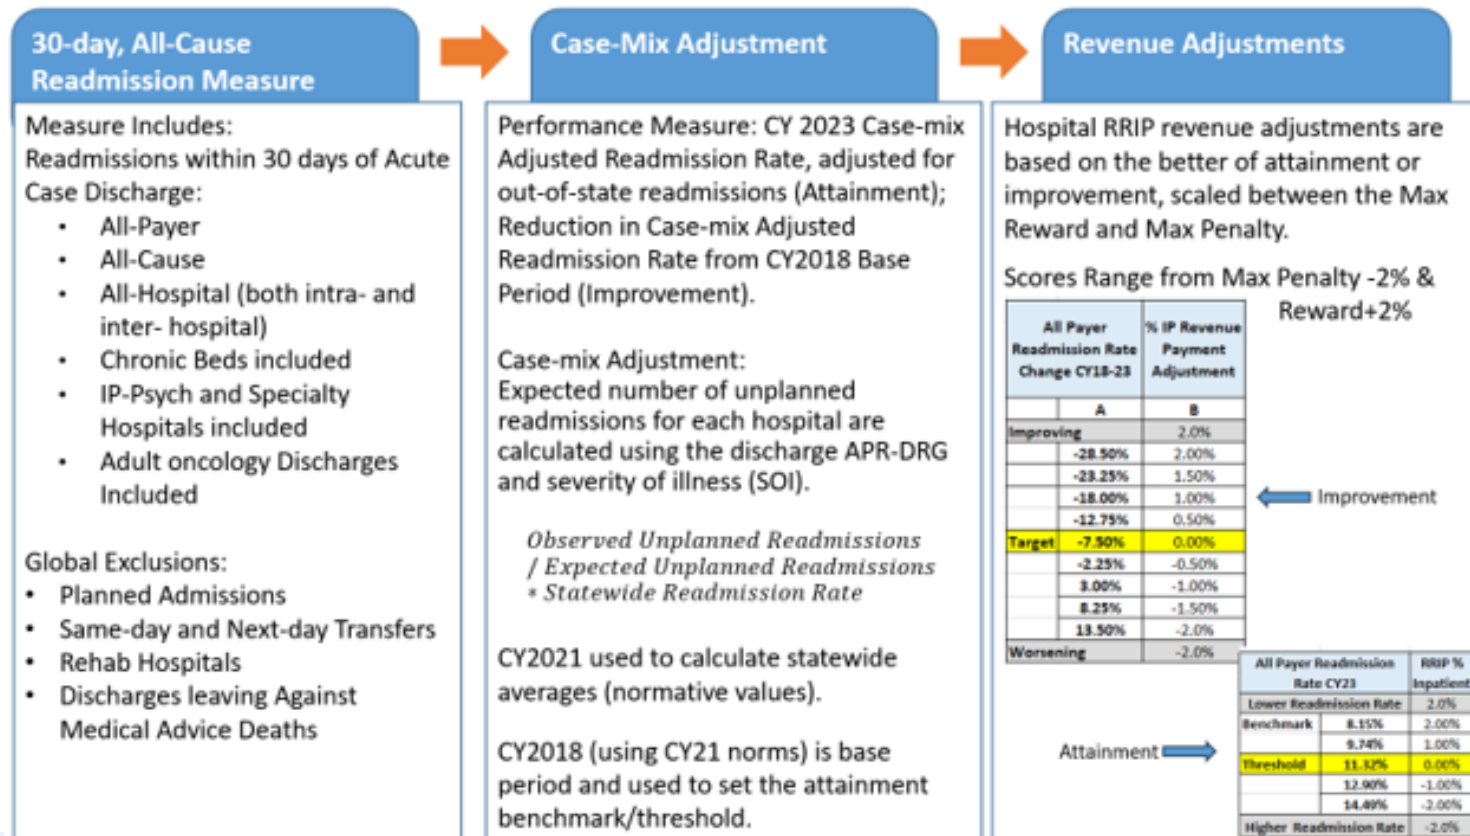 30-day, All-Cause
Readmission Measure
Measure Includes:
Readmissions within 30 days of Acute
Case Discharge:
• All-Payer
• All-Cause
• All-Hospital (both intra- and
inter- hospital)
• Chronic Beds included
• IP-Psych and Specialty
Hospitals included
• Adult oncology Discharges
Included
Global Exclusions:
• Planned Admissions
• Same-day and Next-day Transfers
• Rehab Hospitals
• Discharges leaving Against
Medical Advice Deaths
Case-Mix Adjustment
Performance Measure: CY 2023 Case-mix
Adjusted Readmission Rate, adjusted for
out-of-state readmissions (Attainment);
Reduction in Case-mix Adjusted
Readmission Rate from CY2018 Base
Period (Improvement).
Case-mix Adjustment:
Expected number of unplanned
readmissions for each hospital are
calculated using the discharge APR-DRG
and severity of illness (SOI).
Observed Unplanned Readmissions
/ Expected Unplanned Readmissions
* Statewide Readmission Rate
CY2021 used to calculate statewide
averages (normative values).
CY2018 (using CY21 norms) is base
period and used to set the attainment
benchmark/threshold.
Revenue Adjustments
Hospital RRIP revenue adjustments are
based on the better of attainment or
improvement, scaled between the Max
Reward and Max Penalty.
Scores Range from Max Penalty -2% &
Reward+2%
All Payer
Readmission Rate
Change CY18-23
% IP Revenue
Payment
Adjustment
A B
Improving 2.0%
-28.50% 2.00%
-23.25% 1.50%
-18.00% 1.00%
-12.75% 0.50%
Target -7.50% 0.00%
-2.25% -0.50%
3.00% -1.00%
8.25% -1.50%
13.50% -2.0%
Worsening -2.0%
Improvement
Attainment
All Payer Readmission
Rate CY23
RRIP %
Inpatient
Lower Readmission Rate 2.0%
Benchmark 8.15% 2.00%
9.74% 1.00%
Threshold 11.32% 0.00%
12.90% -1.00%
14.49% -2.00%
Higher Readmission Rate -2.0%